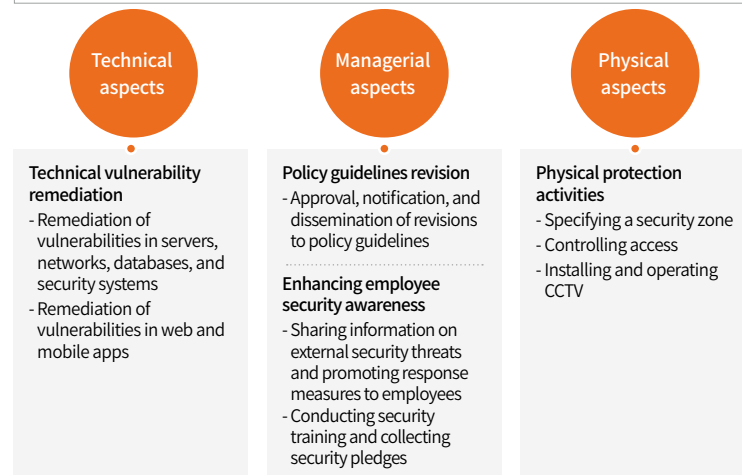 Technical
aspects
Technical vulnerability
remediation
- Remediation of
vulnerabilities in servers,
networks, databases, and
security systems
- Remediation of
vulnerabilities in web and
mobile apps
Managerial
aspects
Policy guidelines revision
- Approval, notification, and
dissemination of revisions
to policy guidelines
Enhancing employee
security awareness
- Sharing information on
external security threats
and promoting response
measures to employees
- Conducting security
training and collecting
security pledges
Physical
aspects
Physical protection
activities
- Specifying a security zone
- Controlling access
- Installing and operating
CCTV